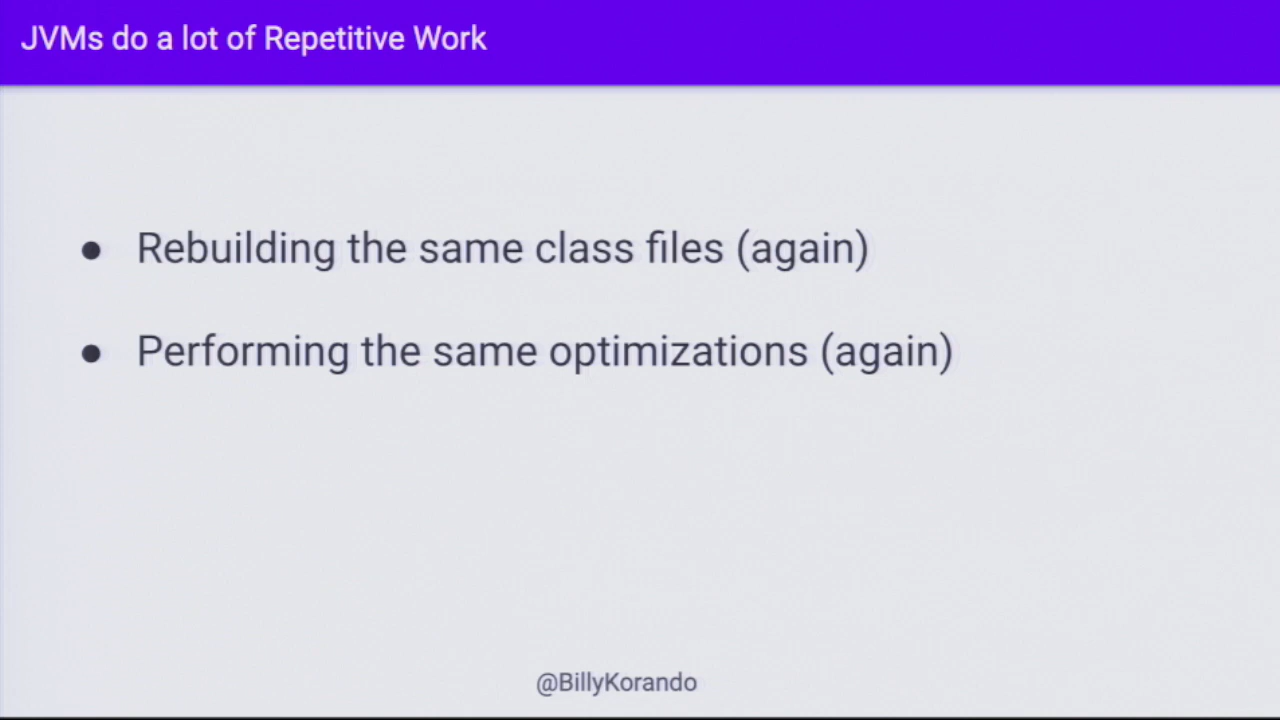 JVMs do a lot of Repetitive Work
● Rebuilding the same class files (again)
● Performing the same optimizations (again)
@BillyKorando